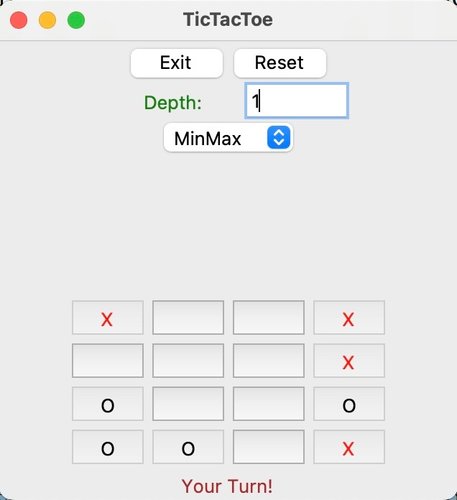 TicTacToe
Exit Reset
Depth: 1
MinMax
X X
X
O O
O O X
Your Turn!